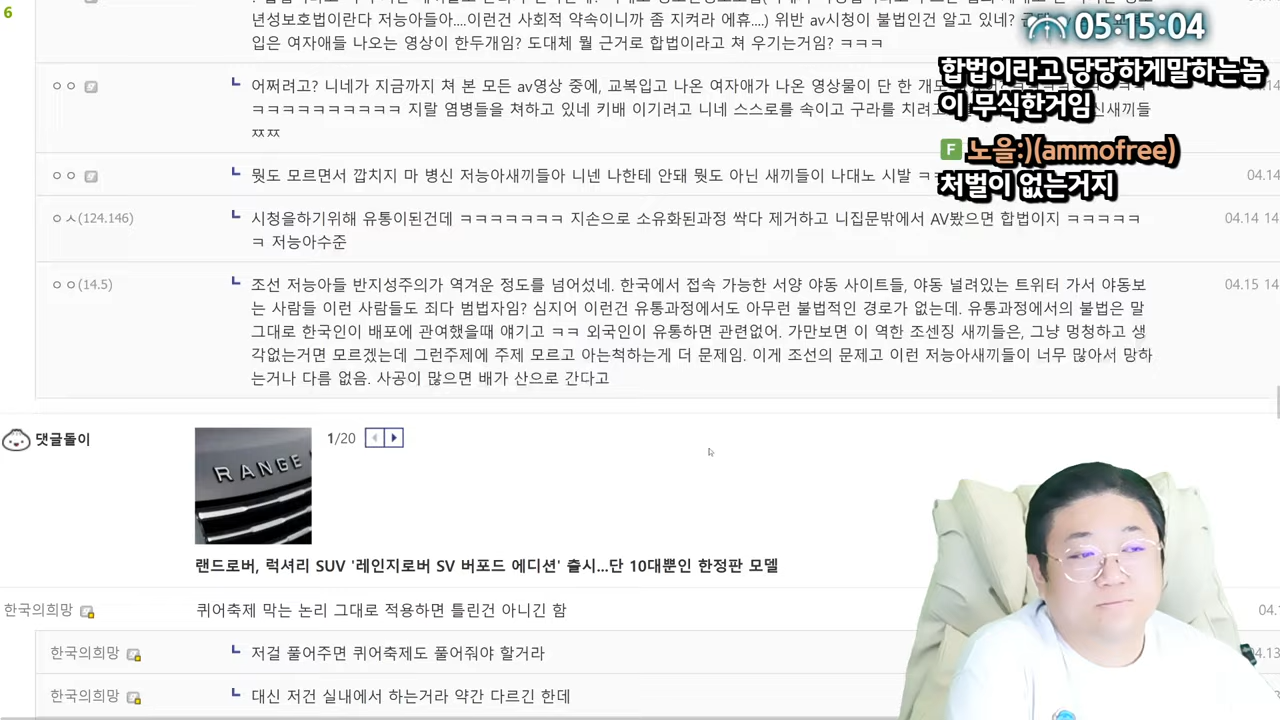 6
년성보호법이란다 저능아들아....이런건 사회적 약속이니까 좀 지켜라 에휴....) 위반 av시청이 불법인건 알고 있네?
입은 여자애들 나오는 영상이 한두개임? 도대체 뭘 근거로 합법이라고 쳐 우기는거임? ㅋㅋㅋ
05:15:04
합법이라고 당당하게말하는놈
이 무식한거임
F 노을:)(ammofree)
처벌이 없는거지
ㅇㅇ
어쩌려고? 니네가 지금까지 쳐 본 모든 av영상 중에, 교복입고 나온 여자애가 나온 영상물이 단 한
ㅋㅋㅋㅋㅋㅋㅋㅋㅋㅋ 지랄 염병들을 쳐하고 있네 키배 이기려고 니네 스스로를 속이고 구라를 치려고
ㅉㅉ
ㅇㅇ
뭣도 모르면서 깝치지 마 병신 저능아새끼들아 니넨 나한테 안돼 뭣도 아닌 새끼들이 나대노 시발
04.14
ㅇㅅ(124.146)
시청을하기위해 유통이된건데 ㅋㅋㅋㅋㅋㅋㅋ 지손으로 소유화된과정 싹다 제거하고 니집문밖에서 AV봤으면 합법이지 ㅋㅋㅋㅋㅋ
ㅋ 저능아수준
04.14 14
ㅇㅇ(14.5)
조선 저능아들 반지성주의가 역겨운 정도를 넘어섰네. 한국에서 접속 가능한 서양 야동 사이트들, 야동 널려있는 트위터 가서 야동보
는 사람들 이런 사람들도 죄다 범법자임? 심지어 이런건 유통과정에서도 아무런 불법적인 경로가 없는데. 유통과정에서의 불법은 말
그대로 한국인이 배포에 관여했을때 얘기고 ㅋㅋ 외국인이 유통하면 관련없어. 가만보면 이 역한 조센징 새끼들은, 그냥 멍청하고 생
각없는거면 모르겠는데 그런주제에 주제 모르고 아는척하는게 더 문제임. 이게 조선의 문제고 이런 저능아새끼들이 너무 많아서 망하
는거나 다름 없음. 사공이 많으면 배가 산으로 간다고
04.15 14
댓글돌이
RANGE
1/20
랜드로버, 럭셔리 SUV '레인지로버 SV 버포드 에디션' 출시...단 10대뿐인 한정판 모델
한국의희망
퀴어축제 막는 논리 그대로 적용하면 틀린건 아니긴 함
한국의희망
저걸 풀어주면 퀴어축제도 풀어줘야 할거라
한국의희망
대신 저건 실내에서 하는거라 약간 다르긴 한데